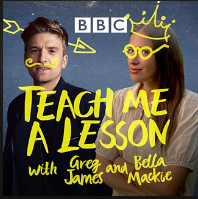 BBC
TEACH ME
A LESSON
with Greg James and Bella Mackie